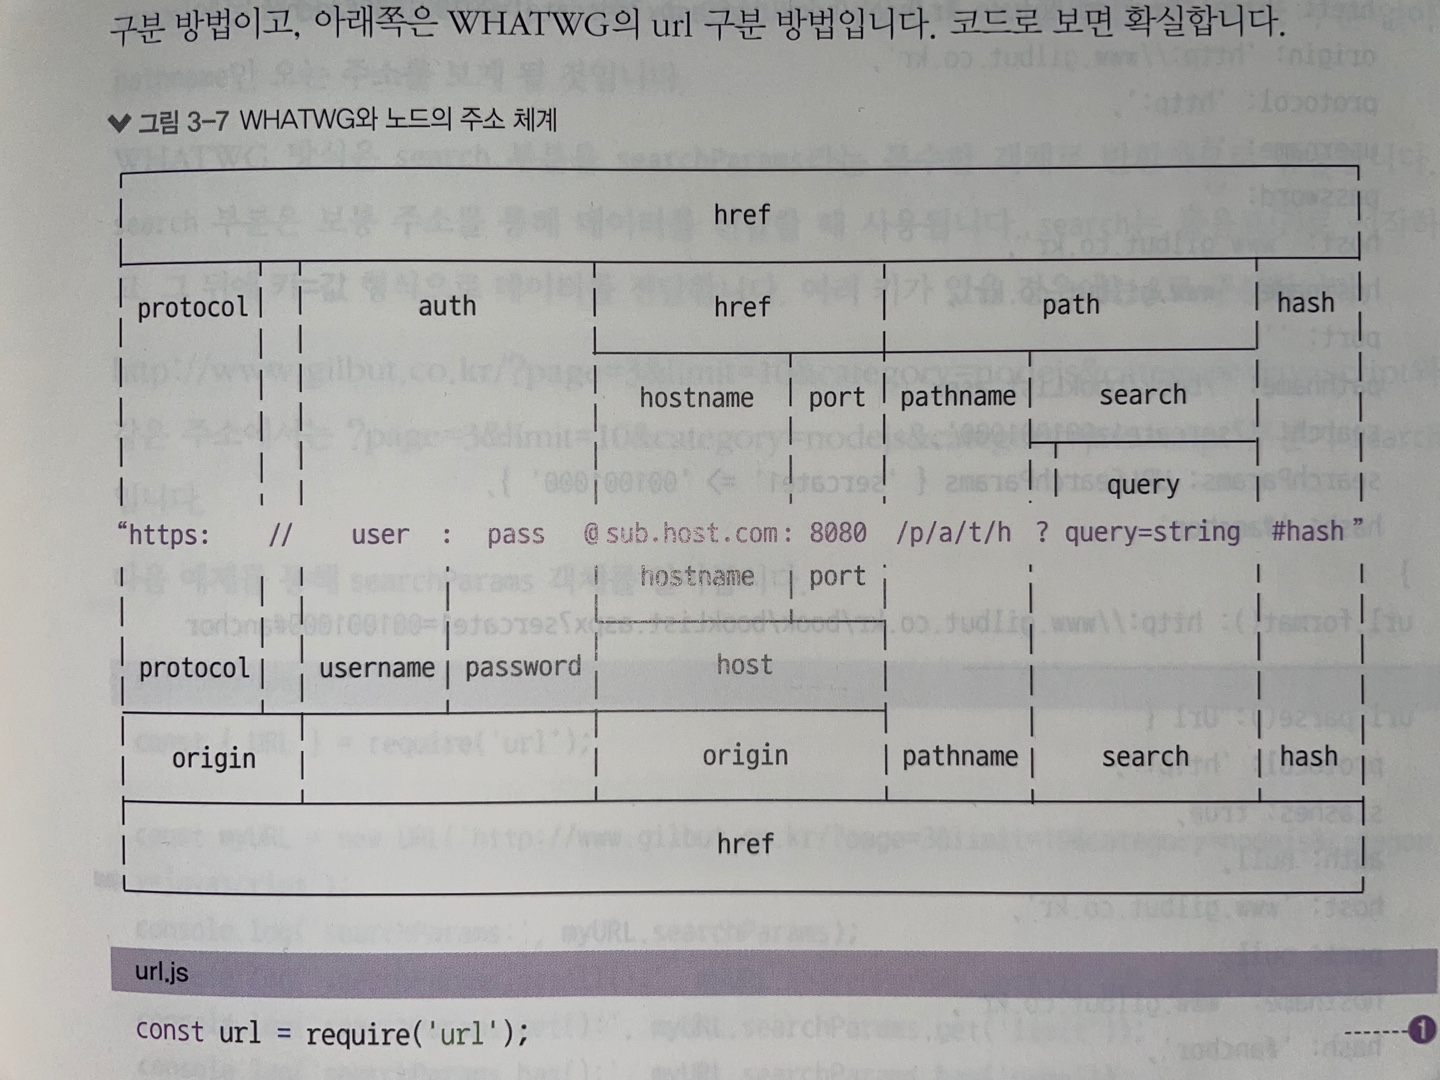 구분 방법이고, 아래쪽은 WHATWG의 url 구분 방법입니다. 코드로 보면 확실합니다.
그림 3-7 WHATWG와 노드의 주소 체계
href
protocol auth href path hash
hostname port pathname search
query
“https: // user : pass @ sub.host.com : 8080 /p/a/t/h ? query=string #hash”
hostname port
protocol username password host
origin origin pathname search hash
href
url.js
const url = require('url'); 1